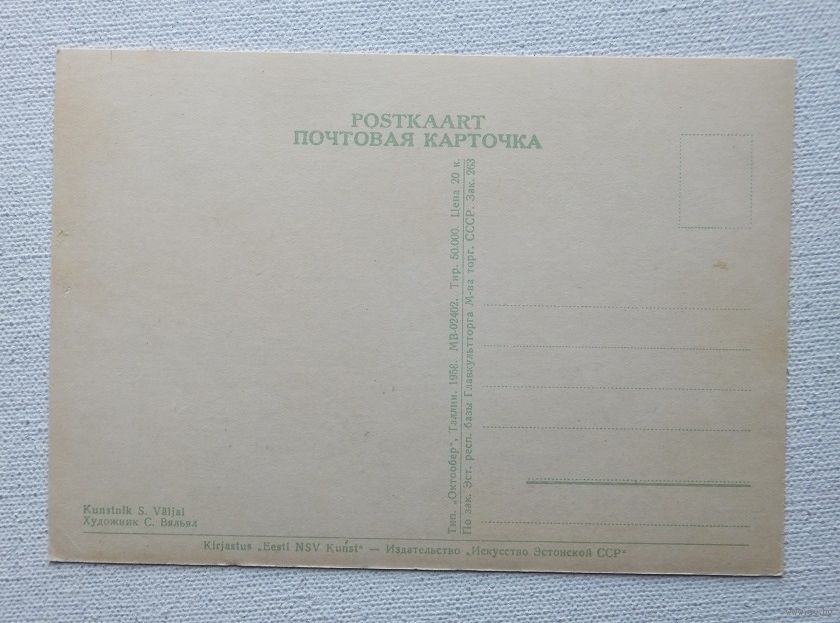 POSTKAART
ПОЧТОВАЯ КАРТОЧКА
Тип. „Октообер“, Таллин. 1958. МВ-02402. Тир. 50.000. Цена 20 к.
По зак. Эст. респ. базы Главкультторга М-ва торг. СССР. Зак. 263
Kunstnik S. Väljal
Художник С. Вяльял
Kirjastus „Eesti NSV Kunst“ — Издательство „Искусство Эстонской ССР“